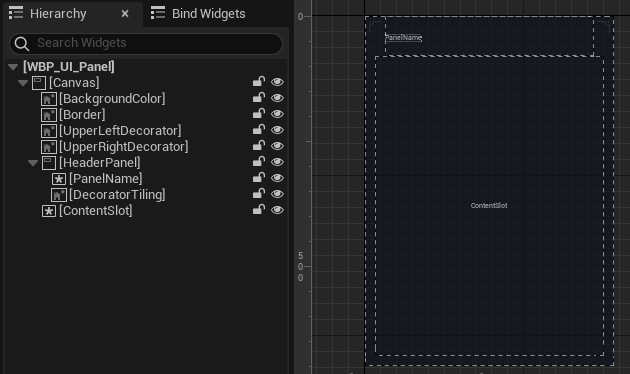 Hierarchy
Bind Widgets
Search Widgets
[WBP_UI_Panel]
[Canvas]
[BackgroundColor]
[Border]
[UpperLeftDecorator]
[UpperRightDecorator]
[HeaderPanel]
[PanelName]
[DecoratorTiling]
[ContentSlot]
0
PanelName
ContentSlot
5
0
0